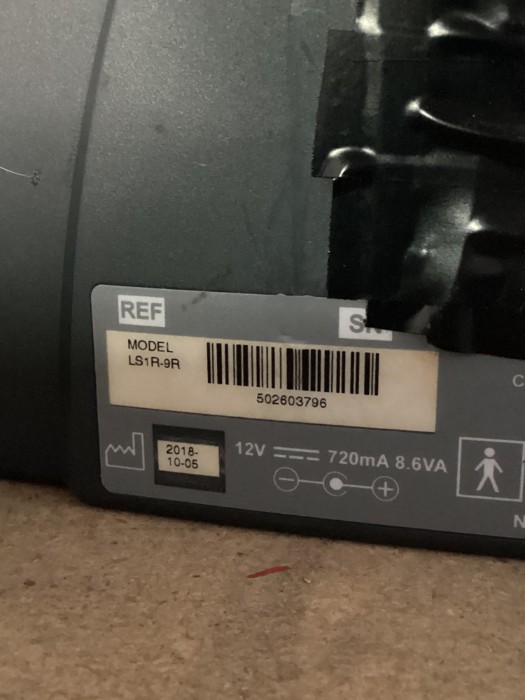 REF
SN
MODEL
LS1R-9R
502603796
2018-
10-05
12V 720mA 8.6VA